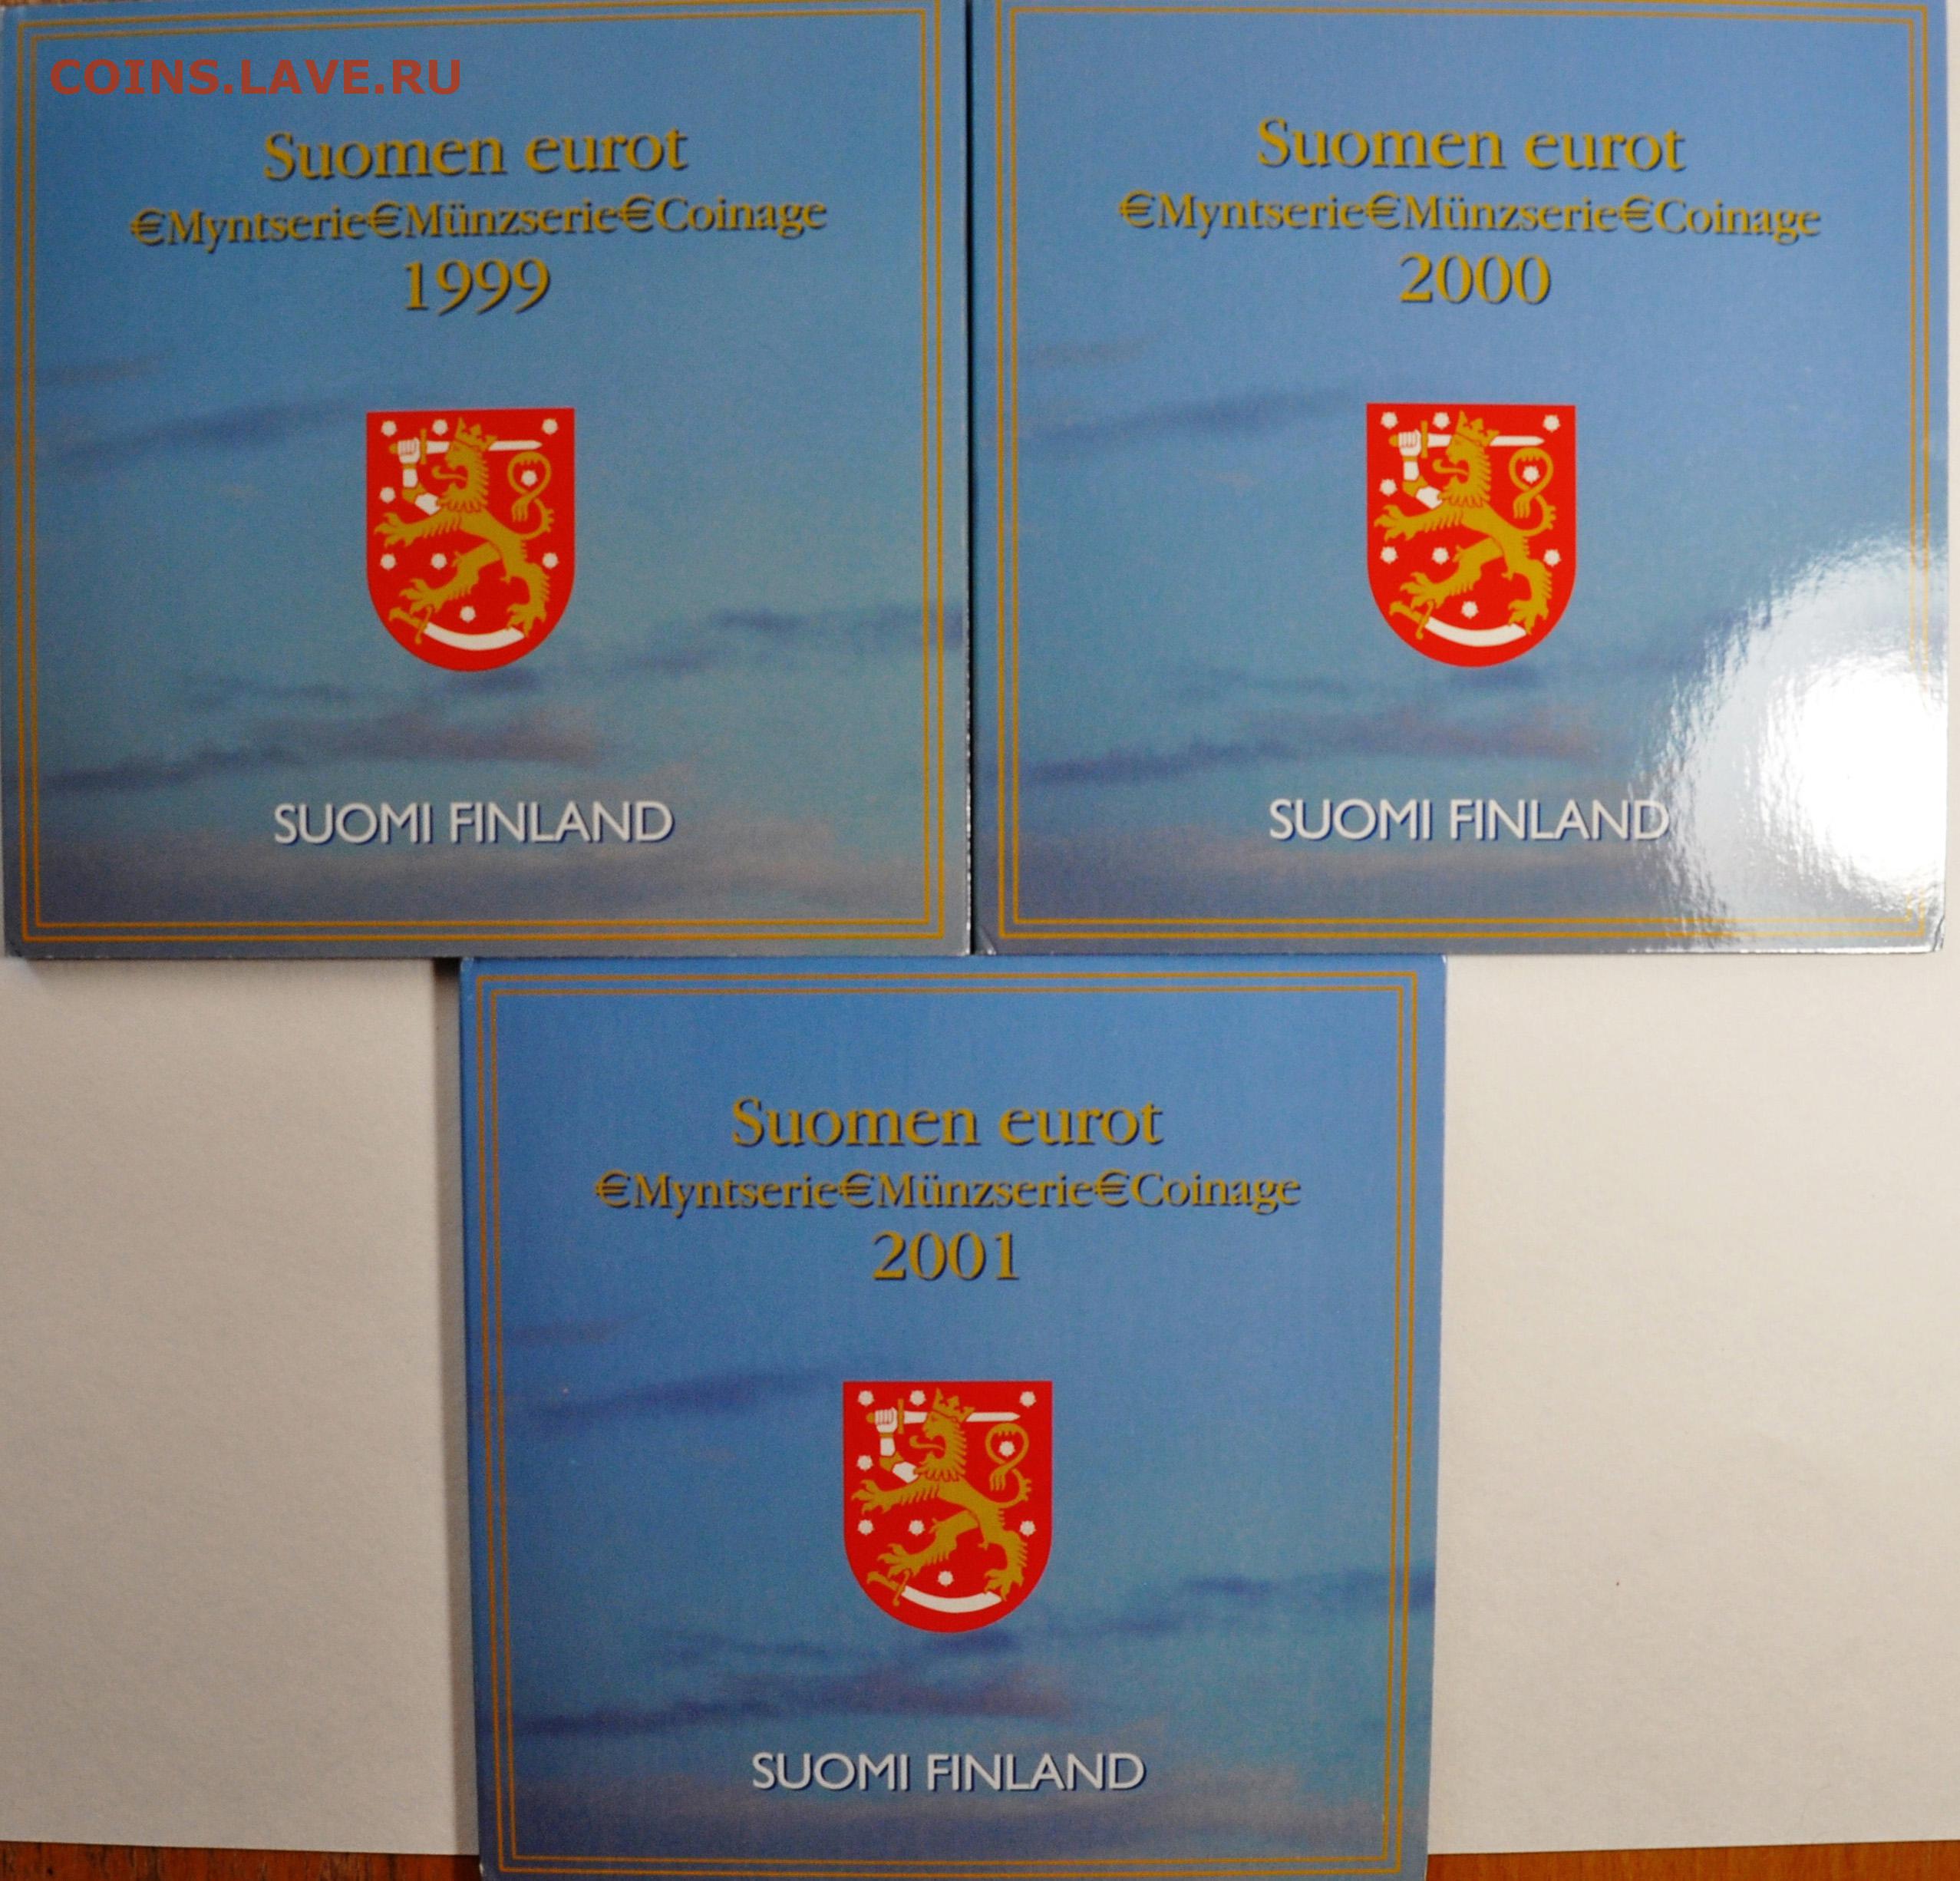 COINS.LAVE.RU
Suomen eurot
€Myntserie€Münzserie€Coinage
1999
SUOMI FINLAND
Suomen eurot
€Myntserie€Münzserie€Coinage
2000
SUOMI FINLAND
Suomen eurot
€Myntserie€Münzserie€Coinage
2001
SUOMI FINLAND